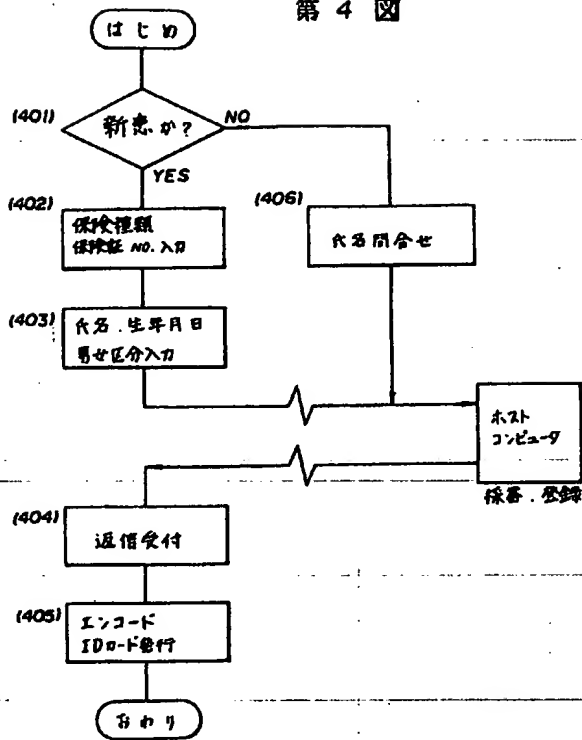 第 4 図
はじめ
(401)
新患か?
NO
YES
(402)
保険種類
保険証 NO. 入力
(406)
氏名問合せ
(403)
氏名.生年月日
男女区分入力
ホスト
コンピュータ
採番.登録
(404)
返信受付
(405)
エンコード
IDカード発行
おわり